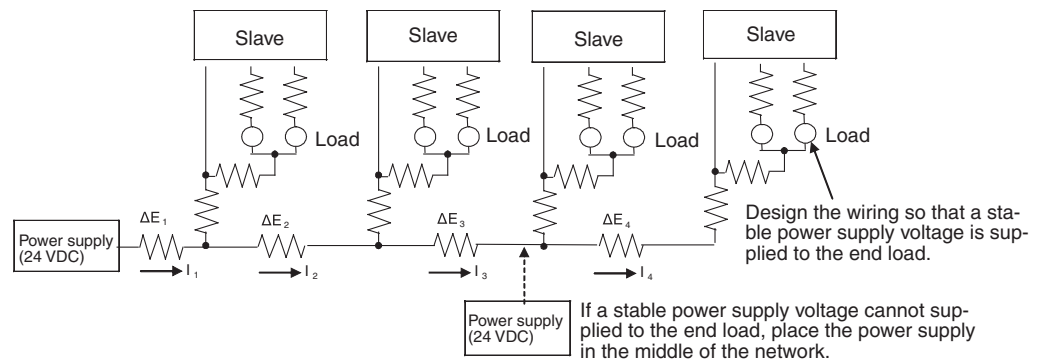 Slave
Slave
Slave
Slave
Load
Load
Load
Load
ΔE₁
ΔE₂
ΔE₃
ΔE₄
Power supply
(24 VDC)
I₁
I₂
I₃
I₄
Design the wiring so that a sta-
ble power supply voltage is sup-
plied to the end load.
Power supply
(24 VDC)
If a stable power supply voltage cannot sup-
plied to the end load, place the power supply
in the middle of the network.